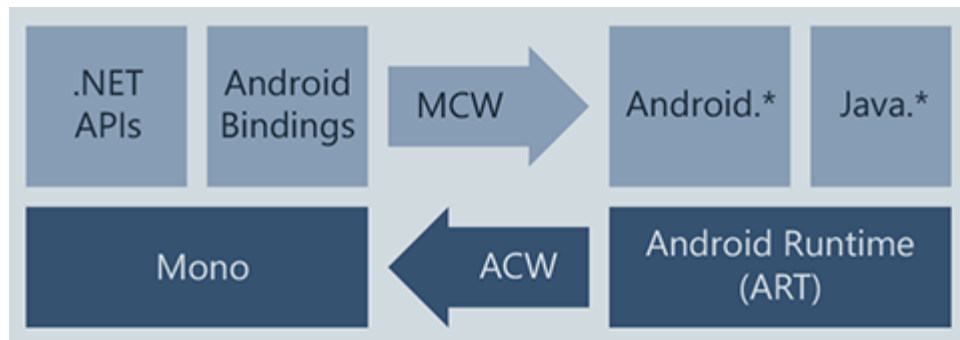 .NET
APIs
Android
Bindings
MCW
Android.*
Java.*
Mono
ACW
Android Runtime
(ART)